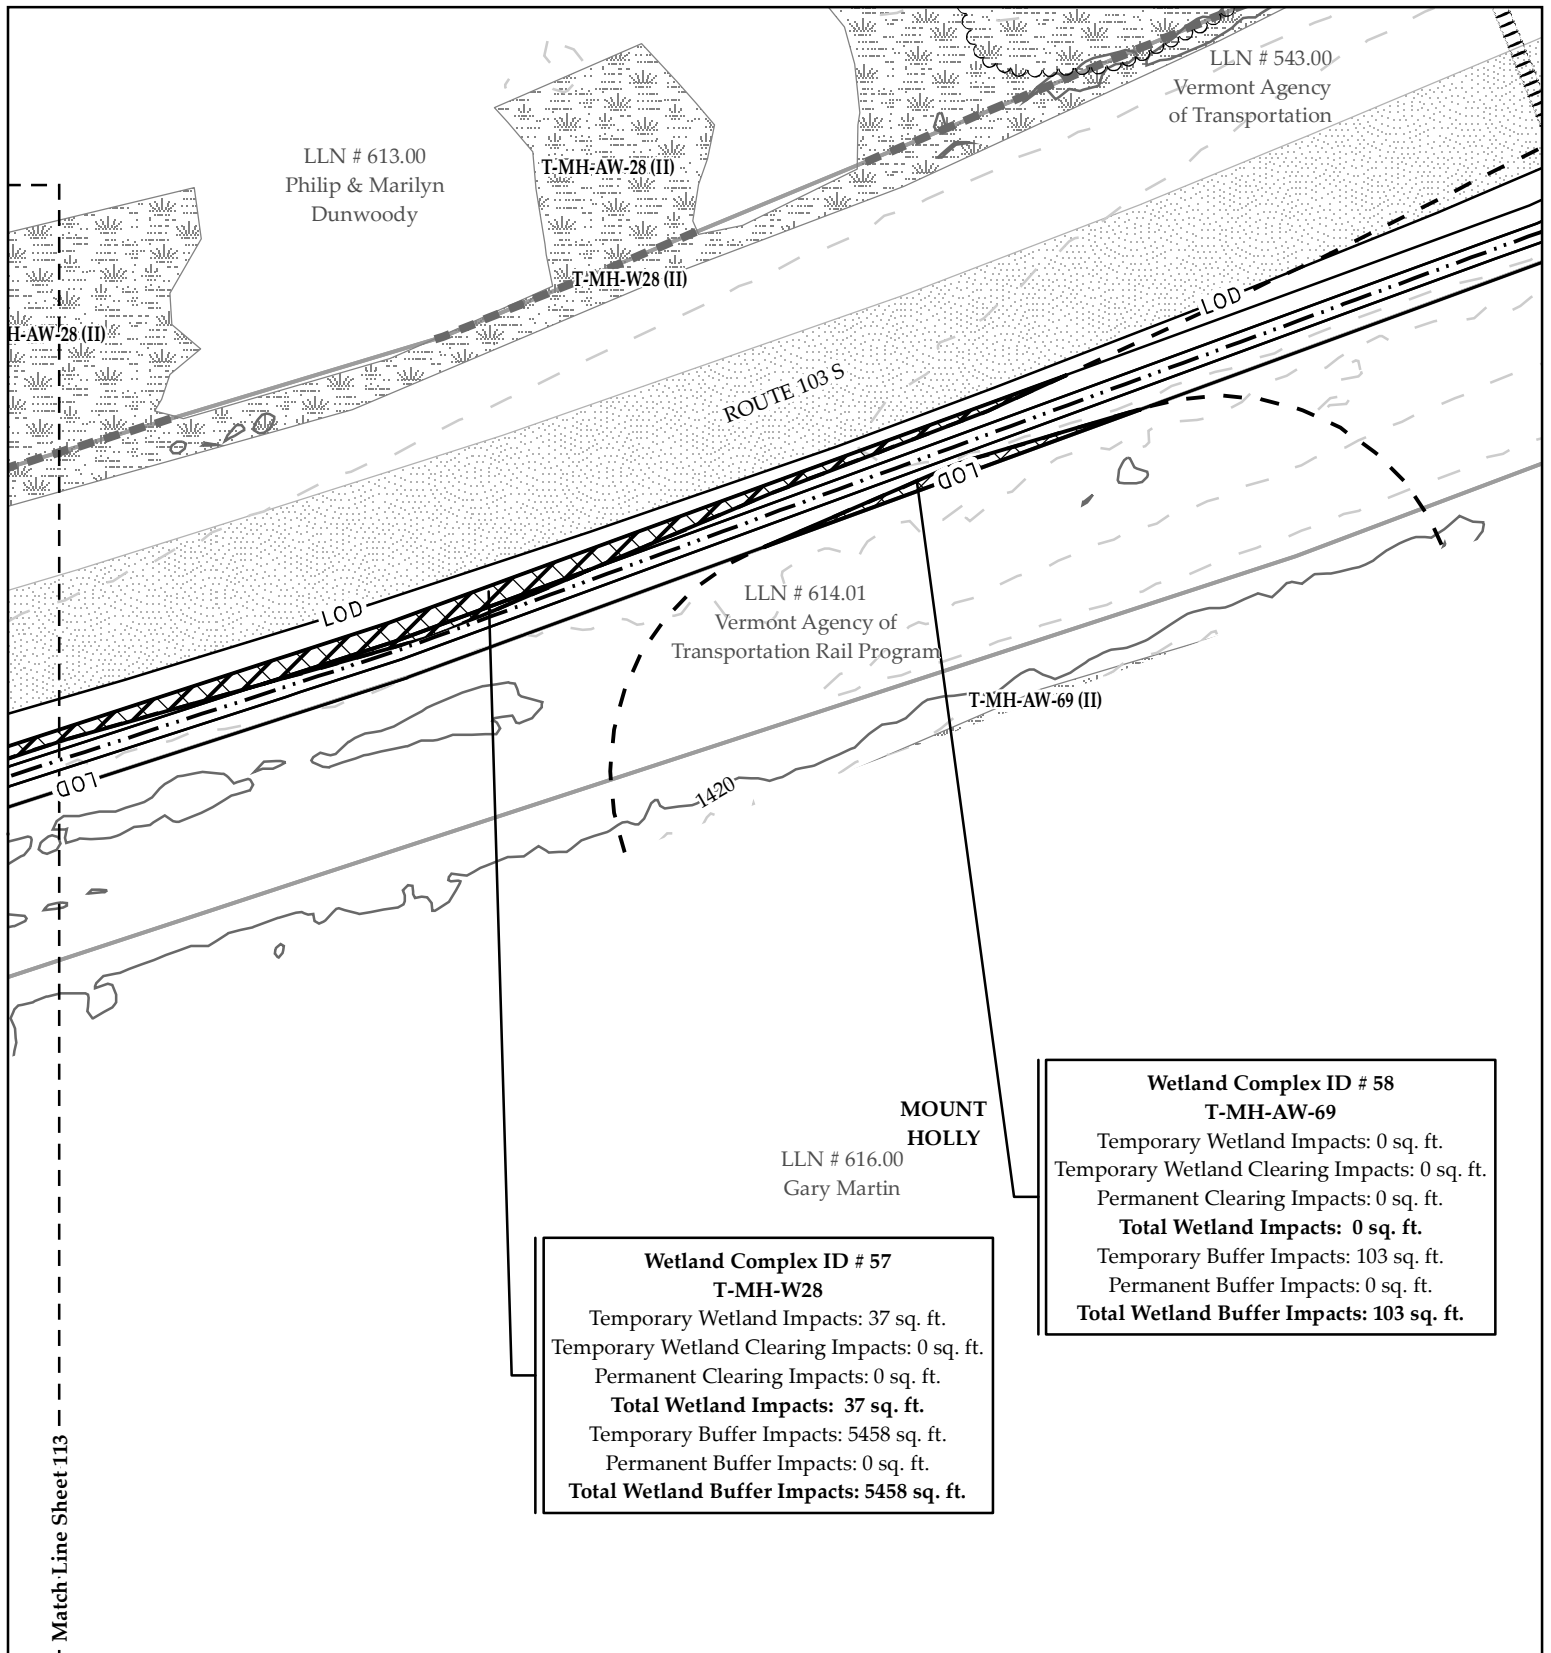 LLN # 543.00
Vermont Agency
of Transportation
LLN # 613.00
Philip & Marilyn
Dunwoody
T-MH-AW-28 (II)
T-MH-W28 (II)
H-AW-28 (II)
LOD
ROUTE 103 S
LOD
LOD
LLN # 614.01
Vermont Agency of
Transportation Rail Program
T-MH-AW-69 (II)
LOD
1420
MOUNT
HOLLY
LLN # 616.00
Gary Martin
Wetland Complex ID # 58
T-MH-AW-69
Temporary Wetland Impacts: 0 sq. ft.
Temporary Wetland Clearing Impacts: 0 sq. ft.
Permanent Clearing Impacts: 0 sq. ft.
Total Wetland Impacts: 0 sq. ft.
Temporary Buffer Impacts: 103 sq. ft.
Permanent Buffer Impacts: 0 sq. ft.
Total Wetland Buffer Impacts: 103 sq. ft.
Wetland Complex ID # 57
T-MH-W28
Temporary Wetland Impacts: 37 sq. ft.
Temporary Wetland Clearing Impacts: 0 sq. ft.
Permanent Clearing Impacts: 0 sq. ft.
Total Wetland Impacts: 37 sq. ft.
Temporary Buffer Impacts: 5458 sq. ft.
Permanent Buffer Impacts: 0 sq. ft.
Total Wetland Buffer Impacts: 5458 sq. ft.
Match Line Sheet 113